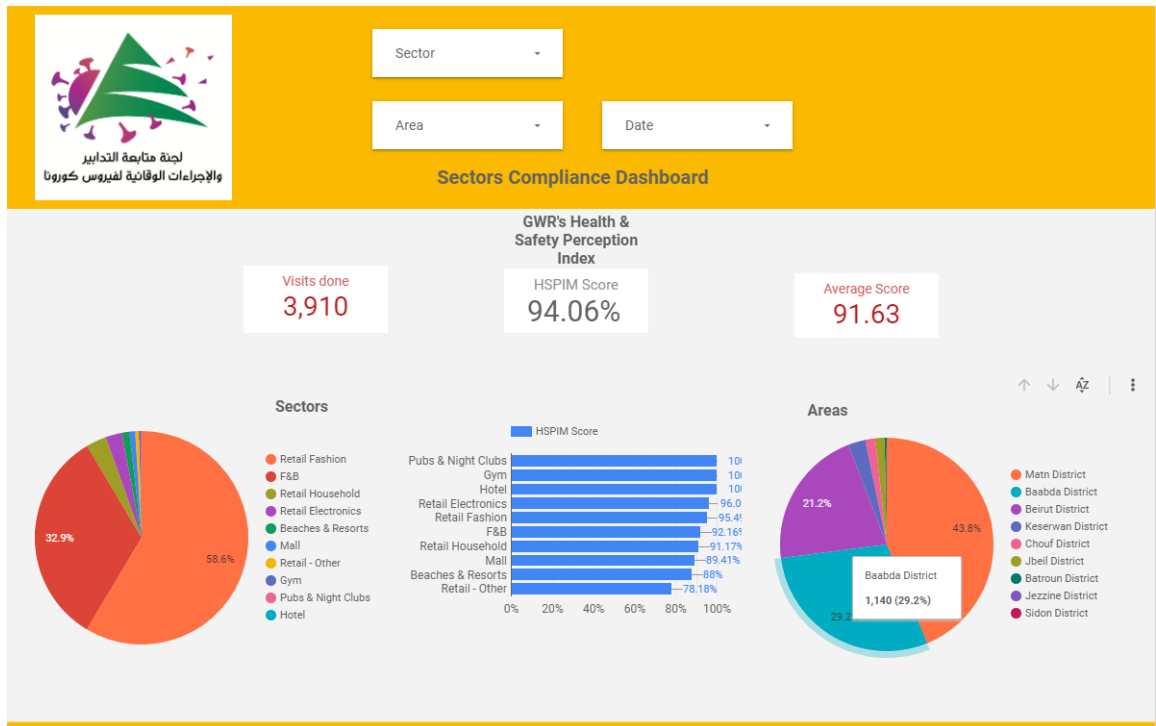 لجنة متابعة التدابير
والإجراءات الوقائية لفيروس كورونا
Sector
Area
Date
Sectors Compliance Dashboard
GWR's Health &
Safety Perception
Index
Visits done
3,910
HSPIM Score
94.06%
Average Score
91.63
AZ
Sectors
58.6%
32.9%
Retail Fashion
F&B
Retail Household
Retail Electronics
Beaches & Resorts
Mall
Retail - Other
Gym
Pubs & Night Clubs
Hotel
HSPIM Score
Pubs & Night Clubs
Gym
Hotel
Retail Electronics 96.0
Retail Fashion
F&B
Retail Household 91.17%
Mall 89.41%
Beaches & Resorts 88%
Retail - Other 78.18%
0% 20% 40% 60% 80% 100%
Areas
21.2%
43.8%
29.2
Baabda District
1,140 (29.2%)
Matn District
Baabda District
Beirut District
Keserwan District
Chouf District
Jbeil District
Batroun District
Jezzine District
Sidon District